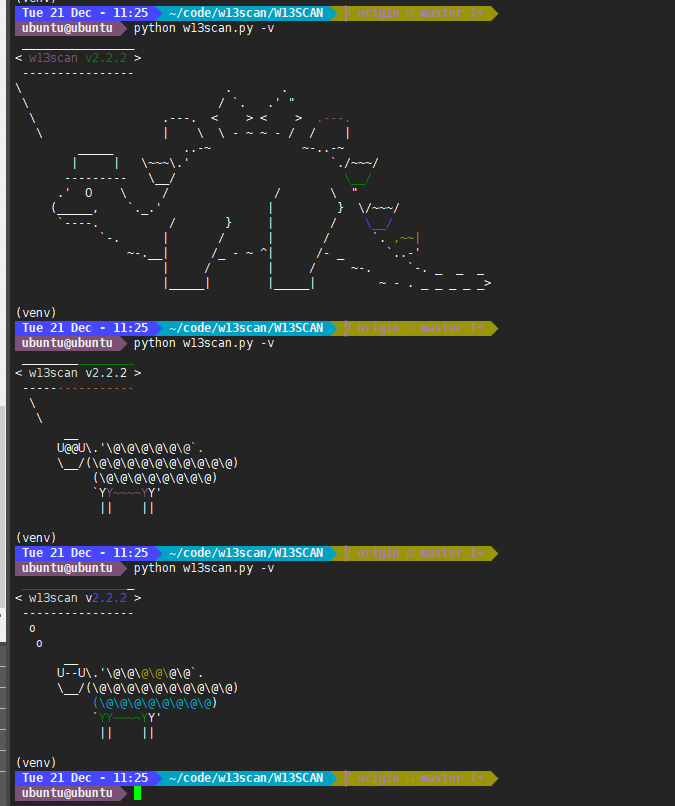 (venv)
Tue 21 Dec - 11:25 ~/code/w13scan/W13SCAN origin master 1+
ubuntu@ubuntu python w13scan.py -v
 ________________
< w13scan v2.2.2 >
 ----------------
\                             .       .
 \                           / `.   .' "
  \                  .---.  <    > <    >  .---.
   \                 |    \  \ - ~ ~ - /  /    |
         _____          ..-~             ~-..-~
        |     |   \~~~\.'                    `./~~~/
       ---------   \__/                        \__/
      .'  O    \     /               /       \  "
     (_____,    `._.'               |         }  \/~~~/
      `----.          /       }     |        /    \__/
            `-.      |       /      |       /      `. ,~~|
                ~-.__|      /_ - ~ ^|      /- _      `..-'
                     |     /        |     /     ~-.     `-. _  _  _
                     |_____|        |_____|         ~ - . _ _ _ _ _>
(venv)
Tue 21 Dec - 11:25 ~/code/w13scan/W13SCAN origin master 1+
ubuntu@ubuntu python w13scan.py -v
 ________________
< w13scan v2.2.2 >
 ----------------
  \
   \
       __
      U@@U\.'\@\@\@\@\@\@`.
      \__/(\@\@\@\@\@\@\@\@\@\@)
           (\@\@\@\@\@\@\@\@)
           `YY~~~~YY'
            ||    ||
(venv)
Tue 21 Dec - 11:25 ~/code/w13scan/W13SCAN origin master 1+
ubuntu@ubuntu python w13scan.py -v
 ________________
< w13scan v2.2.2 >
 ----------------
  o
   o
       __
      U--U\.'\@\@\@\@\@\@`.
      \__/(\@\@\@\@\@\@\@\@\@\@)
           (\@\@\@\@\@\@\@\@)
           `YY~~~~YY'
            ||    ||
(venv)
Tue 21 Dec - 11:25 ~/code/w13scan/W13SCAN origin master 1+
ubuntu@ubuntu